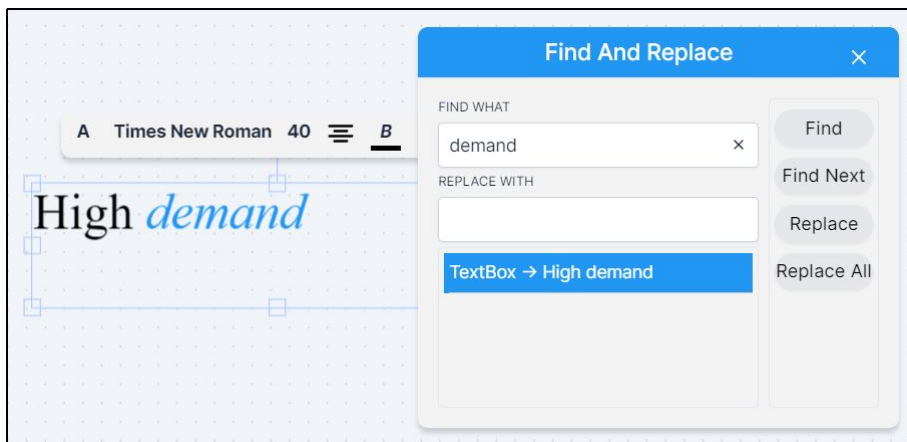 Find And Replace
A Times New Roman 40 B
FIND WHAT
demand
REPLACE WITH
High demand
TextBox → High demand
Find
Find Next
Replace
Replace All